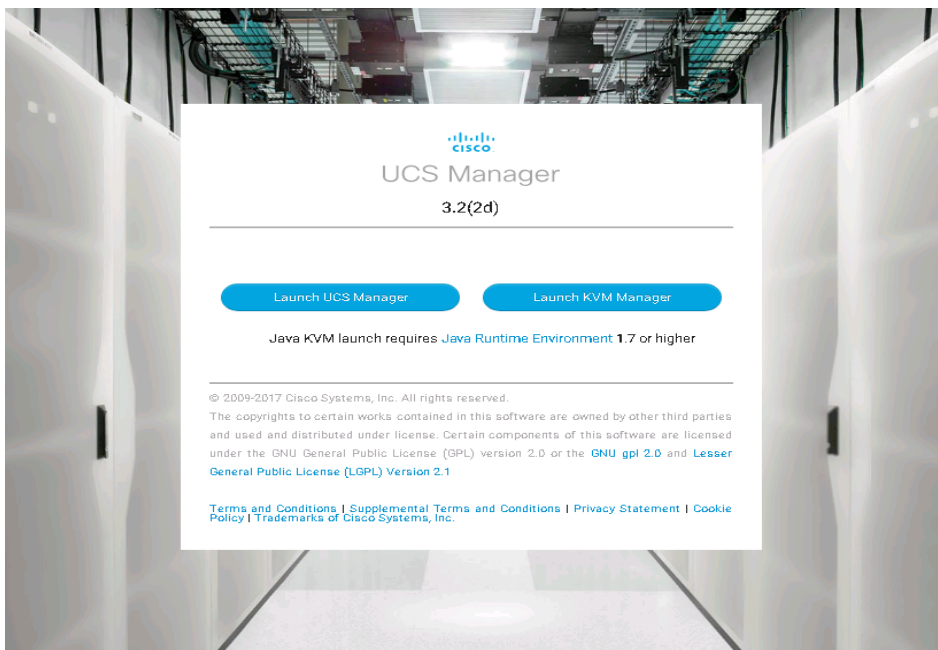 CISCO
UCS Manager
3.2(2d)
Launch UCS Manager
Launch KVM Manager
Java KVM launch requires Java Runtime Environment 1.7 or higher
© 2009-2017 Cisco Systems, Inc. All rights reserved.
The copyrights to certain works contained in this software are owned by other third parties
and used and distributed under license. Certain components of this software are licensed
under the GNU General Public License (GPL) version 2.0 or the GNU gpl 2.0 and Lesser
General Public License (LGPL) Version 2.1
Terms and Conditions | Supplemental Terms and Conditions | Privacy Statement | Cookie
Policy | Trademarks of Cisco Systems, Inc.